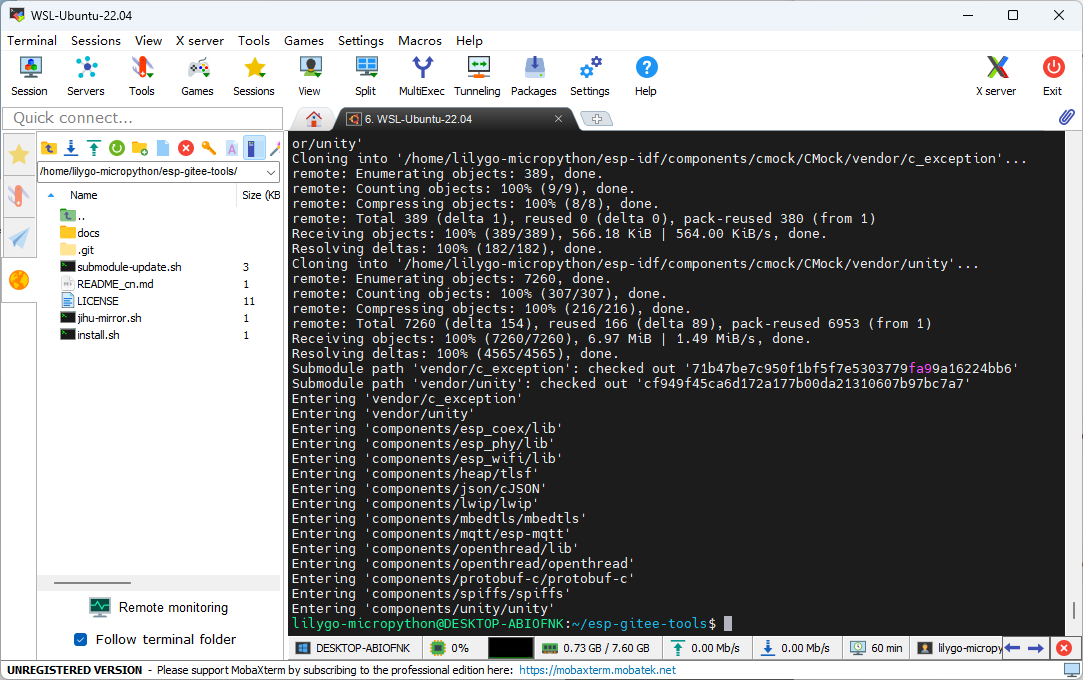 WSL-Ubuntu-22.04
Terminal Sessions View X server Tools Games Settings Macros Help
Session Servers Tools Games Sessions View Split MultiExec Tunneling Packages Settings Help X server Exit
Quick connect...
6. WSL-Ubuntu-22.04
/home/lilygo-micropython/esp-gitee-tools/
Name Size (KB
..
docs
.git
submodule-update.sh 3
README_cn.md 1
LICENSE 11
jihu-mirror.sh 1
install.sh 1
Remote monitoring
Follow terminal folder
or/unity'
Cloning into '/home/lilygo-micropython/esp-idf/components/cmock/CMock/vendor/c_exception'...
remote: Enumerating objects: 389, done.
remote: Counting objects: 100% (9/9), done.
remote: Compressing objects: 100% (8/8), done.
remote: Total 389 (delta 1), reused 0 (delta 0), pack-reused 380 (from 1)
Receiving objects: 100% (389/389), 566.18 KiB | 564.00 KiB/s, done.
Resolving deltas: 100% (182/182), done.
Cloning into '/home/lilygo-micropython/esp-idf/components/cmock/CMock/vendor/unity'...
remote: Enumerating objects: 7260, done.
remote: Counting objects: 100% (307/307), done.
remote: Compressing objects: 100% (216/216), done.
remote: Total 7260 (delta 154), reused 166 (delta 89), pack-reused 6953 (from 1)
Receiving objects: 100% (7260/7260), 6.97 MiB | 1.49 MiB/s, done.
Resolving deltas: 100% (4565/4565), done.
Submodule path 'vendor/c_exception': checked out '71b47be7c950f1bf5f7e5303779fa99a16224bb6'
Submodule path 'vendor/unity': checked out 'cf949f45ca6d172a177b00da21310607b97bc7a7'
Entering 'vendor/c_exception'
Entering 'vendor/unity'
Entering 'components/esp_coex/lib'
Entering 'components/esp_phy/lib'
Entering 'components/esp_wifi/lib'
Entering 'components/heap/tlsf'
Entering 'components/json/cJSON'
Entering 'components/lwip/lwip'
Entering 'components/mbedtls/mbedtls'
Entering 'components/mqtt/esp-mqtt'
Entering 'components/openthread/lib'
Entering 'components/openthread/openthread'
Entering 'components/protobuf-c/protobuf-c'
Entering 'components/spiffs/spiffs'
Entering 'components/unity/unity'
lilygo-micropython@DESKTOP-ABIOFNK:~/esp-gitee-tools$
DESKTOP-ABIOFNK 0% 0.73 GB / 7.60 GB 0.00 Mb/s 0.00 Mb/s 60 min lilygo-micropy
UNREGISTERED VERSION - Please support MobaXterm by subscribing to the professional edition here: https://mobaxterm.mobatek.net